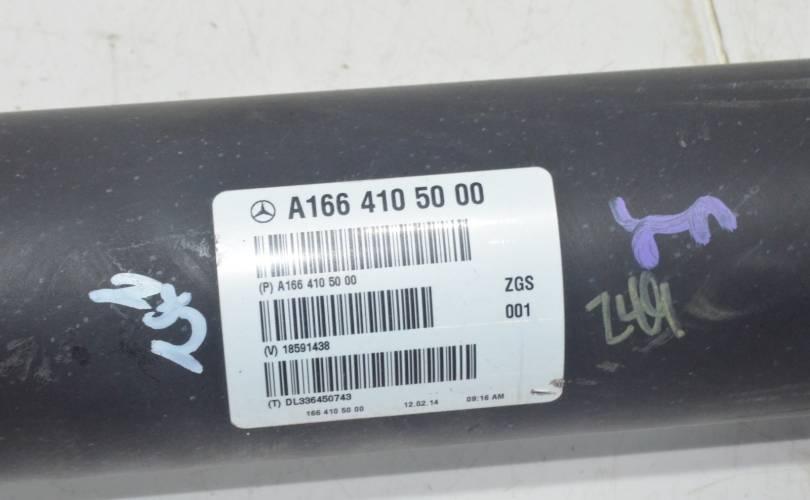 A166 410 50 00
(P) A166 410 50 00
ZGS
001
(V) 18591438
(T) DL336450743
166 410 50 00 12.02.14 09:16 AM